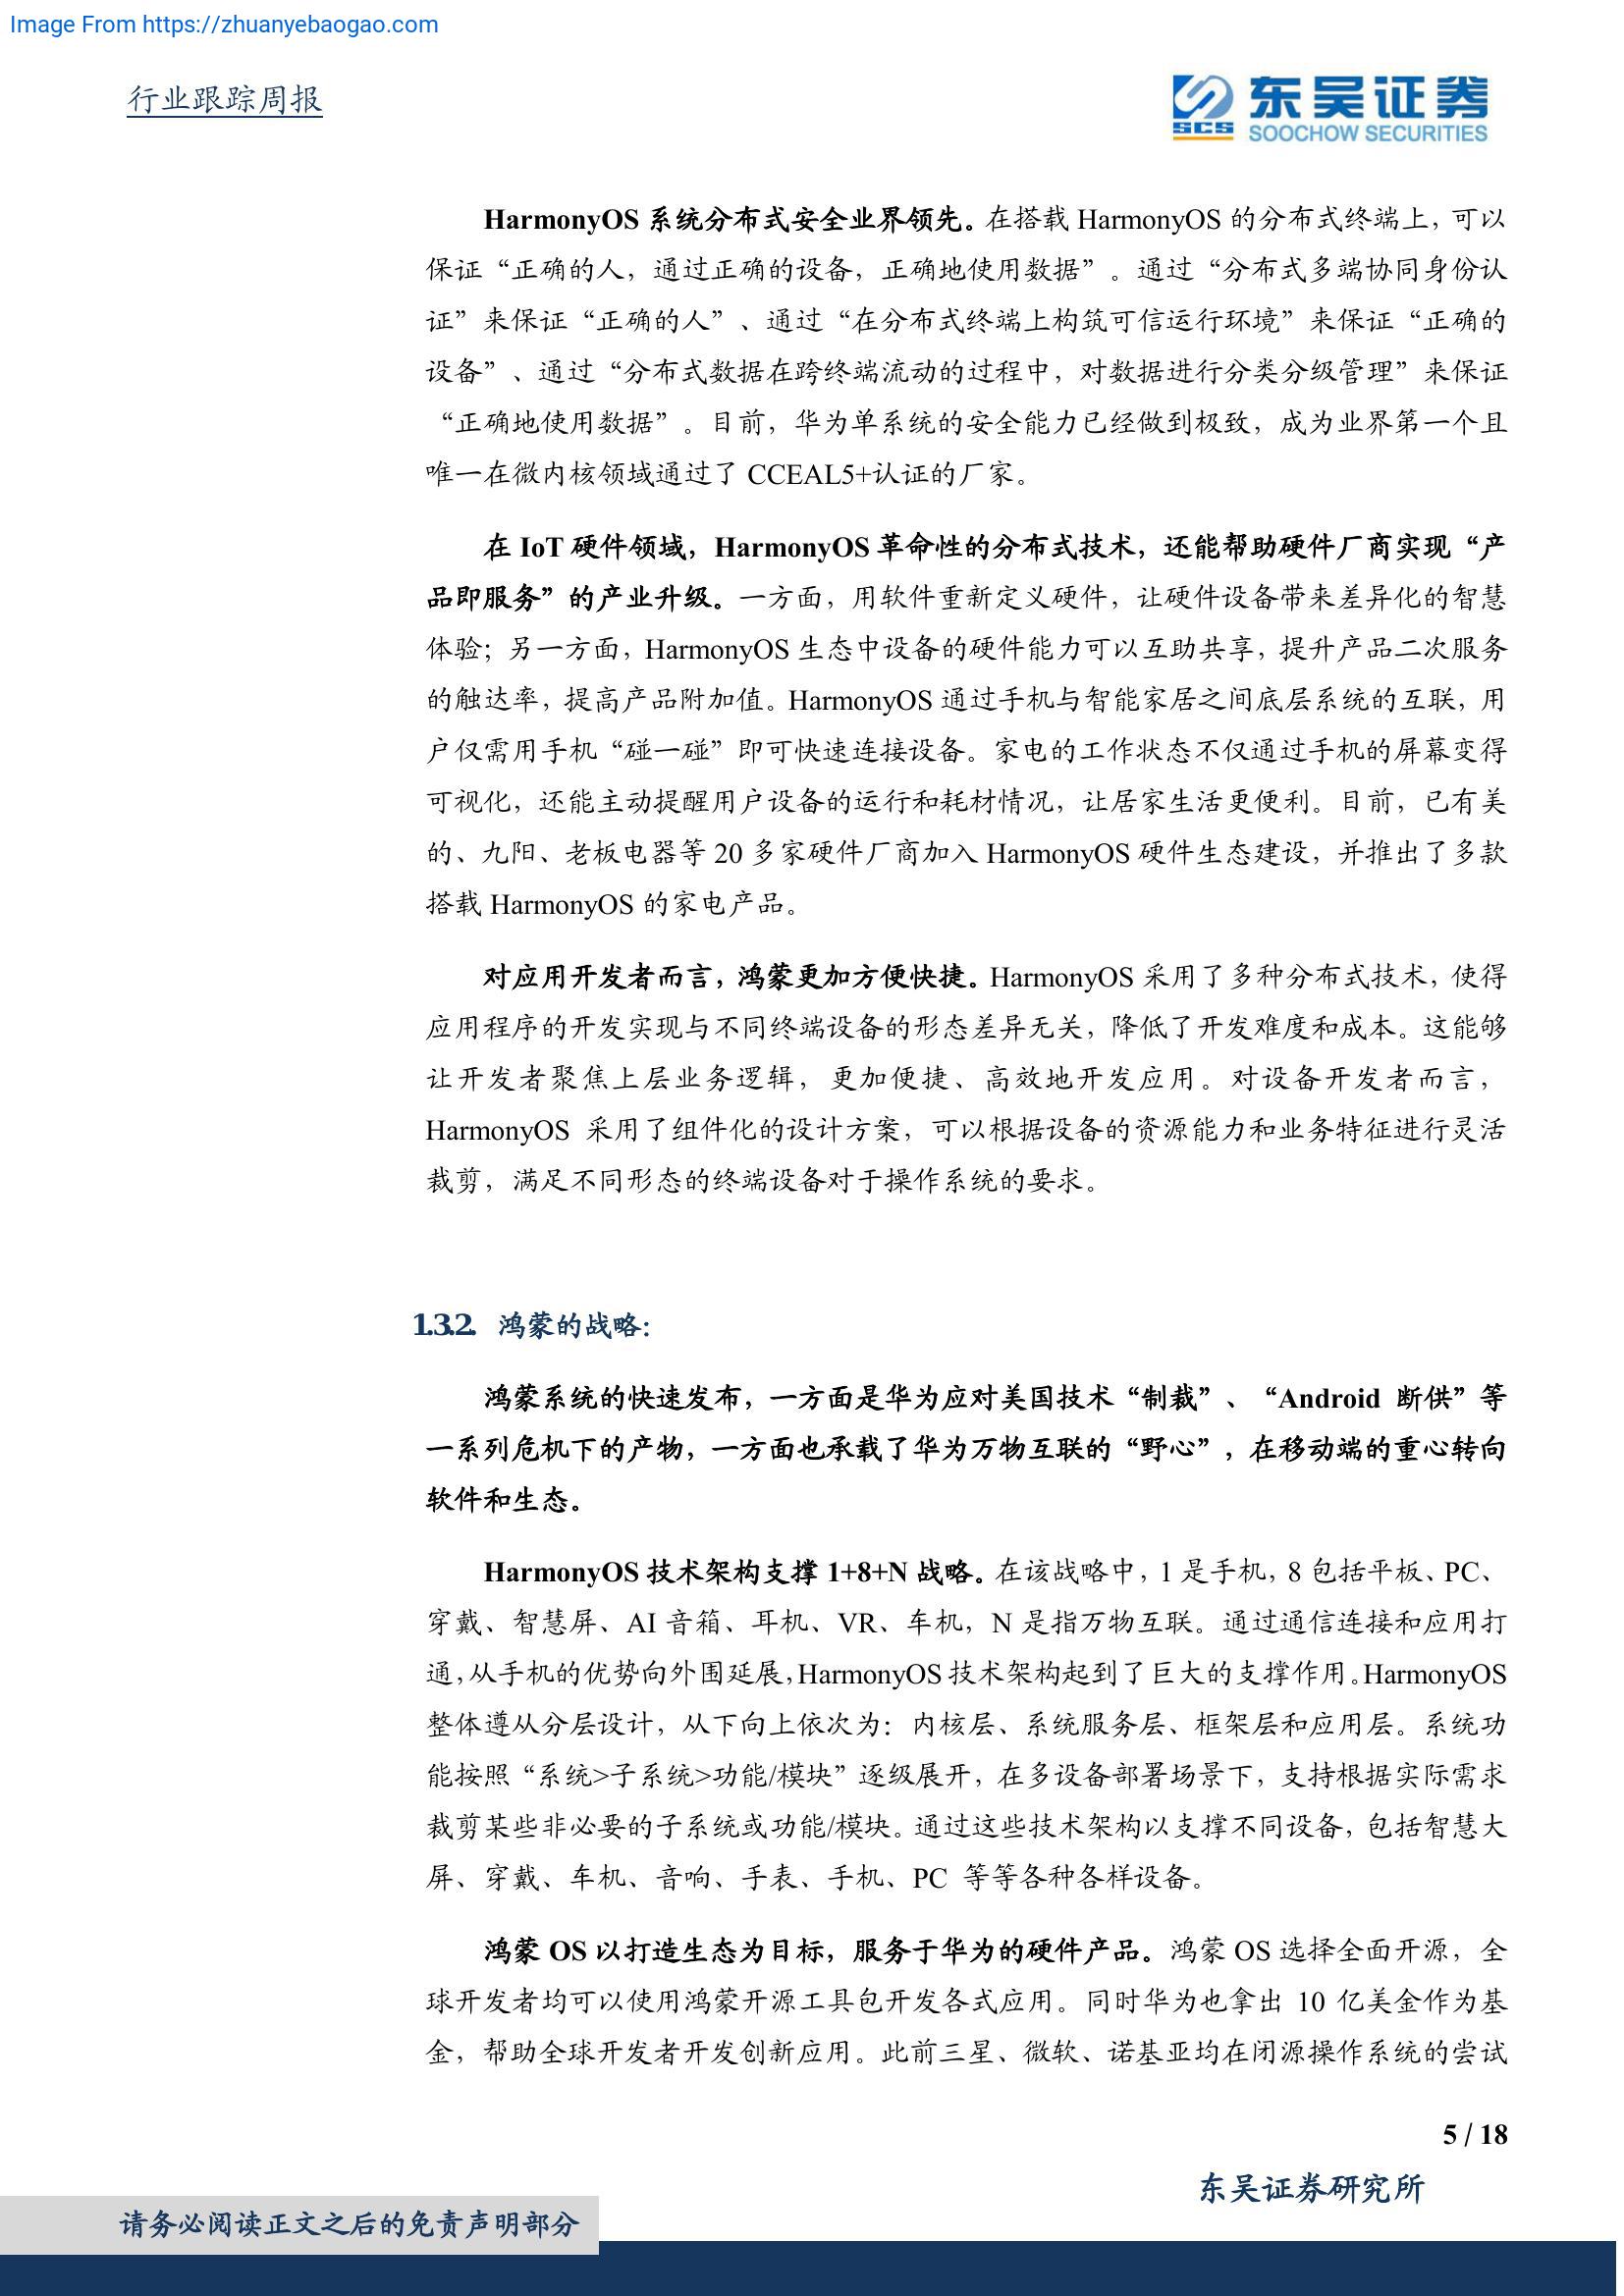 Image From https://zhuanyebaogao.com
行业跟踪周报
SCS 东吴证券
SOOCHOW SECURITIES
HarmonyOS 系统分布式安全业界领先。在搭载 HarmonyOS 的分布式终端上，可以
保证“正确的人，通过正确的设备，正确地使用数据”。通过“分布式多端协同身份认
证”来保证“正确的人”、通过“在分布式终端上构筑可信运行环境”来保证“正确的
设备”、通过“分布式数据在跨终端流动的过程中，对数据进行分类分级管理”来保证
“正确地使用数据”。目前，华为单系统的安全能力已经做到极致，成为业界第一个且
唯一在微内核领域通过了 CCEAL5+认证的厂家。
在 IoT 硬件领域，HarmonyOS 革命性的分布式技术，还能帮助硬件厂商实现“产
品即服务”的产业升级。一方面，用软件重新定义硬件，让硬件设备带来差异化的智慧
体验；另一方面，HarmonyOS 生态中设备的硬件能力可以互助共享，提升产品二次服务
的触达率，提高产品附加值。HarmonyOS 通过手机与智能家居之间底层系统的互联，用
户仅需用手机“碰一碰”即可快速连接设备。家电的工作状态不仅通过手机的屏幕变得
可视化，还能主动提醒用户设备的运行和耗材情况，让居家生活更便利。目前，已有美
的、九阳、老板电器等 20 多家硬件厂商加入 HarmonyOS 硬件生态建设，并推出了多款
搭载 HarmonyOS 的家电产品。
对应用开发者而言，鸿蒙更加方便快捷。HarmonyOS 采用了多种分布式技术，使得
应用程序的开发实现与不同终端设备的形态差异无关，降低了开发难度和成本。这能够
让开发者聚焦上层业务逻辑，更加便捷、高效地开发应用。对设备开发者而言，
HarmonyOS 采用了组件化的设计方案，可以根据设备的资源能力和业务特征进行灵活
裁剪，满足不同形态的终端设备对于操作系统的要求。
1.3.2. 鸿蒙的战略：
鸿蒙系统的快速发布，一方面是华为应对美国技术“制裁”、“Android 断供”等
一系列危机下的产物，一方面也承载了华为万物互联的“野心”，在移动端的重心转向
软件和生态。
HarmonyOS 技术架构支撑 1+8+N 战略。在该战略中，1 是手机，8 包括平板、PC、
穿戴、智慧屏、AI 音箱、耳机、VR、车机，N 是指万物互联。通过通信连接和应用打
通，从手机的优势向外围延展，HarmonyOS 技术架构起到了巨大的支撑作用。HarmonyOS
整体遵从分层设计，从下向上依次为：内核层、系统服务层、框架层和应用层。系统功
能按照“系统>子系统>功能/模块”逐级展开，在多设备部署场景下，支持根据实际需求
裁剪某些非必要的子系统或功能/模块。通过这些技术架构以支撑不同设备，包括智慧大
屏、穿戴、车机、音响、手表、手机、PC 等等各种各样设备。
鸿蒙 OS 以打造生态为目标，服务于华为的硬件产品。鸿蒙 OS 选择全面开源，全
球开发者均可以使用鸿蒙开源工具包开发各式应用。同时华为也拿出 10 亿美金作为基
金，帮助全球开发者开发创新应用。此前三星、微软、诺基亚均在闭源操作系统的尝试
5 / 18
东吴证券研究所
请务必阅读正文之后的免责声明部分